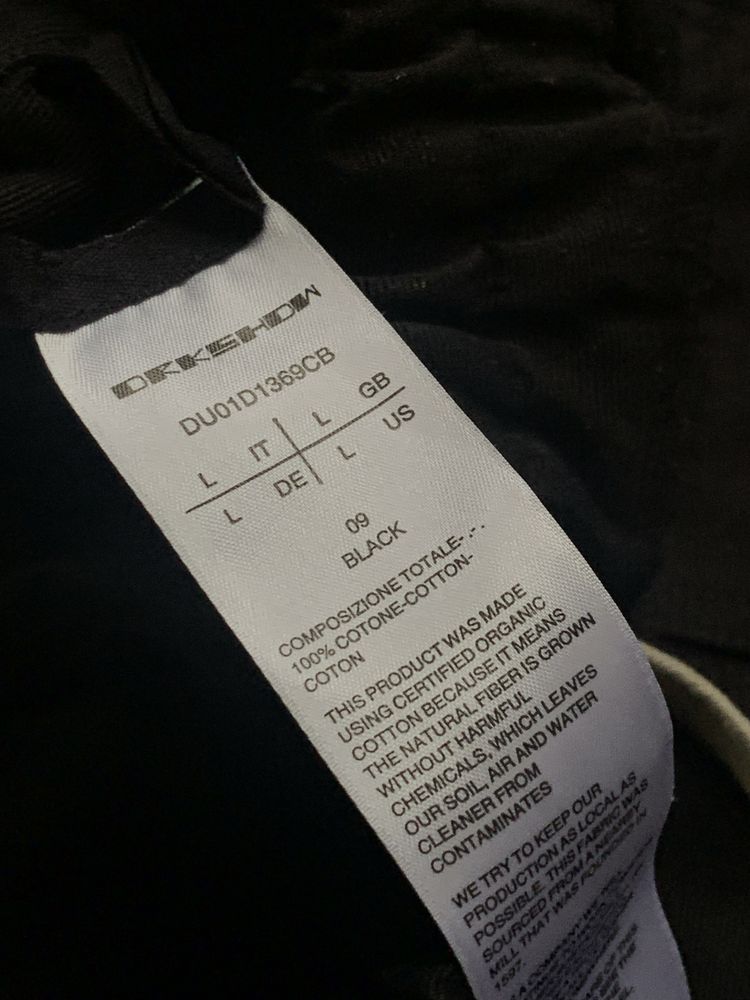 DRKSHDW
DU01D1369CB
L IT L GB
L DE L US
09
BLACK
COMPOSIZIONE TOTALE- .- .
100% COTONE-COTTON-
COTTON
THIS PRODUCT WAS MADE
USING CERTIFIED ORGANIC
COTTON BECAUSE IT MEANS
THE NATURAL FIBER IS GROWN
WITHOUT HARMFUL
CHEMICALS, WHICH LEAVES
OUR SOIL, AIR AND WATER
CLEANER FROM
CONTAMINATES
WE TRY TO KEEP OUR
PRODUCTION AS LOCAL AS
POSSIBLE. THIS FABRIC WAS
SOURCED FROM A NEARBY
MILL THAT WAS FOUNDED IN
1597.